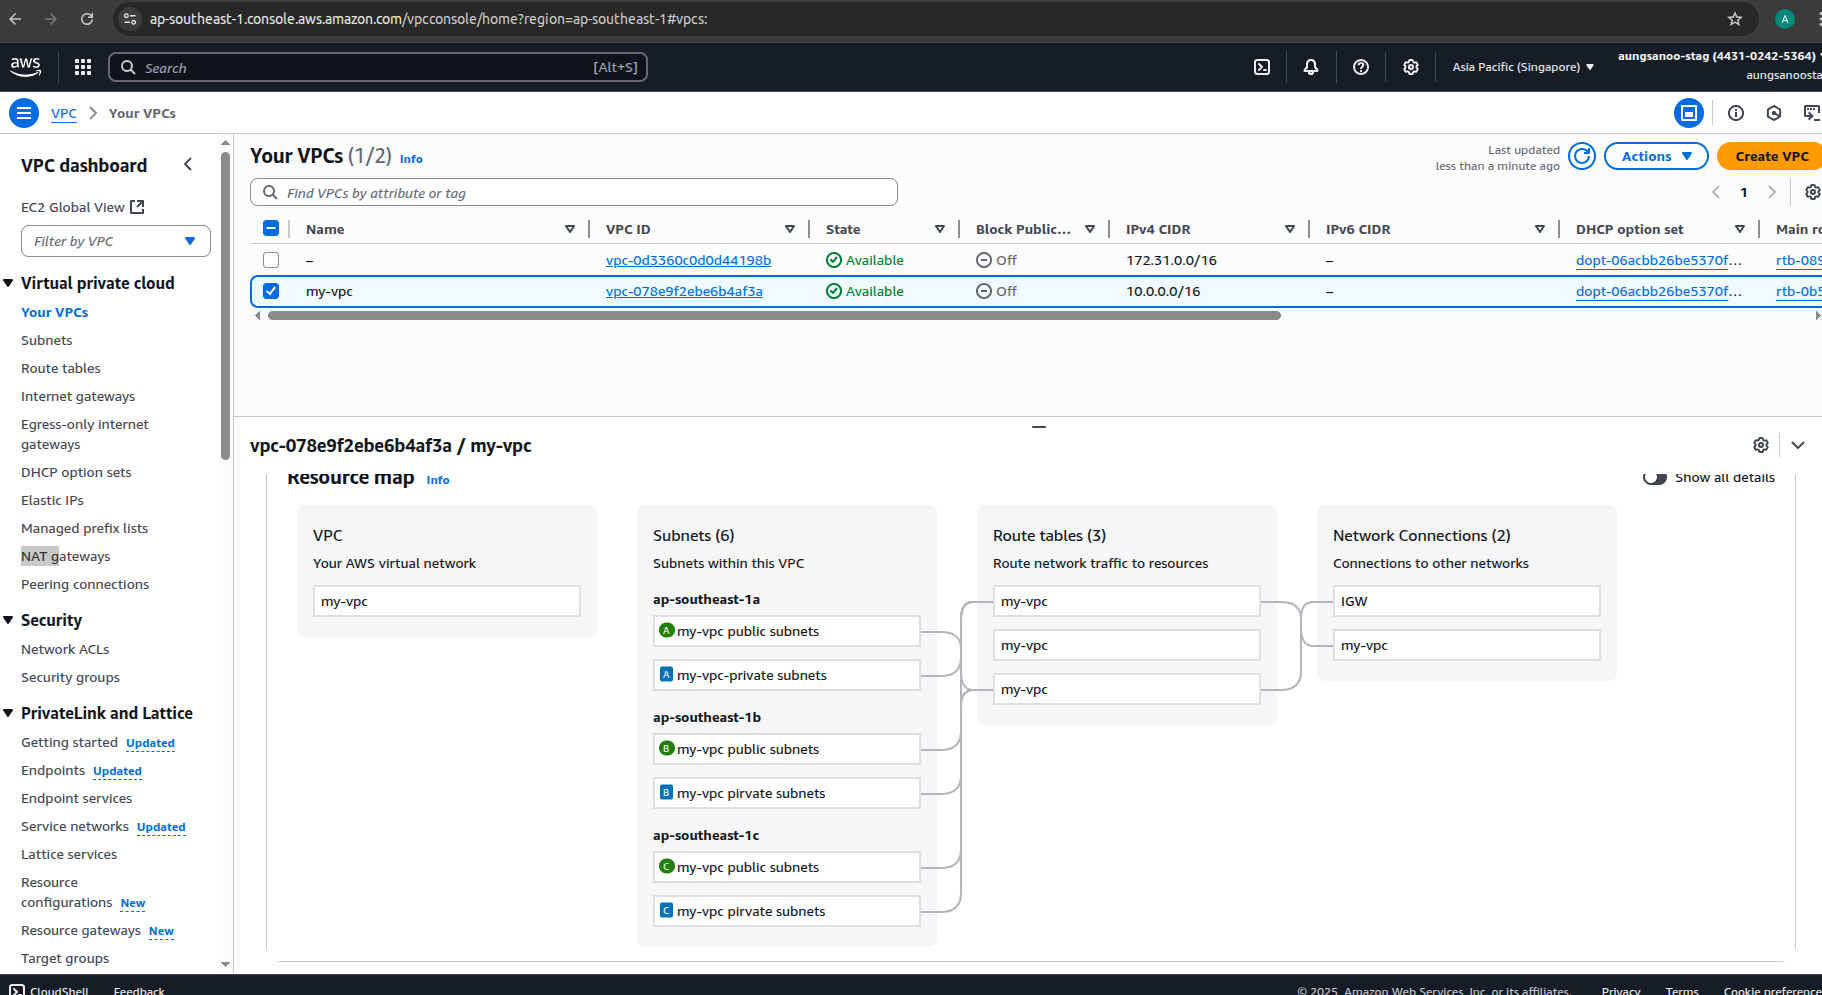 ap-southeast-1.console.aws.amazon.com/vpcconsole/home?region=ap-southeast-1#vpcs:
A
aws
Search
[Alt+S]
Asia Pacific (Singapore)
aungsanoo-stag (4431-0242-5364)
aungsanoosta
VPC
Your VPCs
VPC dashboard
EC2 Global View
Filter by VPC
Virtual private cloud
Your VPCs
Subnets
Route tables
Internet gateways
Egress-only internet
gateways
DHCP option sets
Elastic IPs
Managed prefix lists
NAT gateways
Peering connections
Security
Network ACLs
Security groups
PrivateLink and Lattice
Getting started Updated
Endpoints Updated
Endpoint services
Service networks Updated
Lattice services
Resource
configurations New
Resource gateways New
Target groups
Your VPCs (1/2) Info
Last updated
less than a minute ago
Actions
Create VPC
Find VPCs by attribute or tag
1
Name VPC ID State Block Public... IPv4 CIDR IPv6 CIDR DHCP option set Main ro
– vpc-0d3360c0d0d44198b Available Off 172.31.0.0/16 – dopt-06acbb26be5370f... rtb-089
my-vpc vpc-078e9f2ebe6b4af3a Available Off 10.0.0.0/16 – dopt-06acbb26be5370f... rtb-0b5
vpc-078e9f2ebe6b4af3a / my-vpc
Resource map Info
Show all details
VPC
Your AWS virtual network
my-vpc
Subnets (6)
Subnets within this VPC
ap-southeast-1a
A my-vpc public subnets
A my-vpc-private subnets
ap-southeast-1b
B my-vpc public subnets
B my-vpc pirvate subnets
ap-southeast-1c
C my-vpc public subnets
C my-vpc pirvate subnets
Route tables (3)
Route network traffic to resources
my-vpc
my-vpc
my-vpc
Network Connections (2)
Connections to other networks
IGW
my-vpc
CloudShell
Feedback
© 2025, Amazon Web Services, Inc. or its affiliates.
Privacy
Terms
Cookie preference